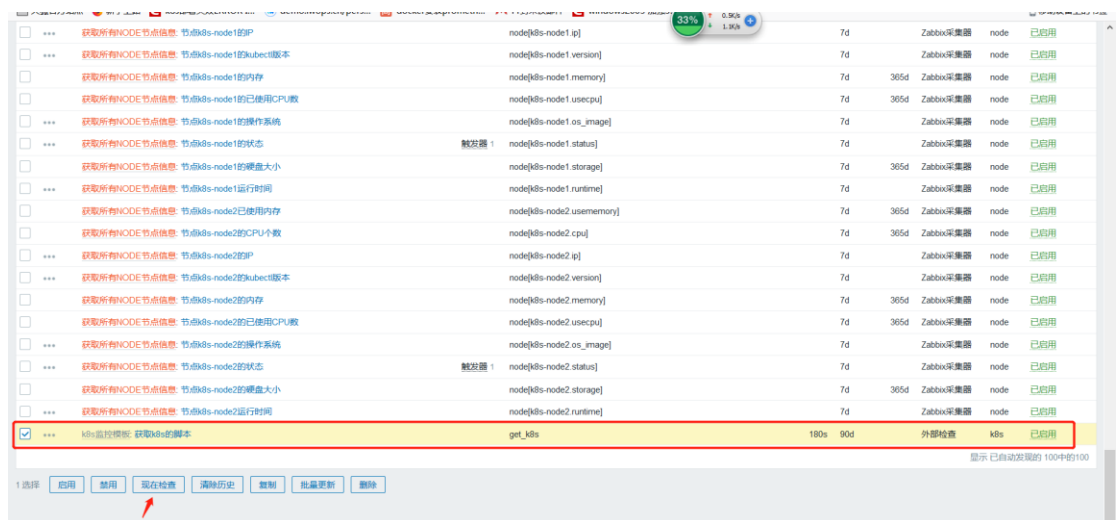 33% 0.5K/s
1.1K/s
获取所有NODE节点信息: 节点k8s-node1的IP node[k8s-node1.ip] 7d Zabbix采集器 node 已启用
获取所有NODE节点信息: 节点k8s-node1的kubectl版本 node[k8s-node1.version] 7d Zabbix采集器 node 已启用
获取所有NODE节点信息: 节点k8s-node1的内存 node[k8s-node1.memory] 7d 365d Zabbix采集器 node 已启用
获取所有NODE节点信息: 节点k8s-node1的已使用CPU数 node[k8s-node1.usecpu] 7d 365d Zabbix采集器 node 已启用
获取所有NODE节点信息: 节点k8s-node1的操作系统 node[k8s-node1.os_image] 7d Zabbix采集器 node 已启用
获取所有NODE节点信息: 节点k8s-node1的状态 触发器 1 node[k8s-node1.status] 7d Zabbix采集器 node 已启用
获取所有NODE节点信息: 节点k8s-node1的硬盘大小 node[k8s-node1.storage] 7d 365d Zabbix采集器 node 已启用
获取所有NODE节点信息: 节点k8s-node1运行时间 node[k8s-node1.runtime] 7d Zabbix采集器 node 已启用
获取所有NODE节点信息: 节点k8s-node2已使用内存 node[k8s-node2.usememory] 7d 365d Zabbix采集器 node 已启用
获取所有NODE节点信息: 节点k8s-node2的CPU个数 node[k8s-node2.cpu] 7d 365d Zabbix采集器 node 已启用
获取所有NODE节点信息: 节点k8s-node2的IP node[k8s-node2.ip] 7d Zabbix采集器 node 已启用
获取所有NODE节点信息: 节点k8s-node2的kubectl版本 node[k8s-node2.version] 7d Zabbix采集器 node 已启用
获取所有NODE节点信息: 节点k8s-node2的内存 node[k8s-node2.memory] 7d 365d Zabbix采集器 node 已启用
获取所有NODE节点信息: 节点k8s-node2的已使用CPU数 node[k8s-node2.usecpu] 7d 365d Zabbix采集器 node 已启用
获取所有NODE节点信息: 节点k8s-node2的操作系统 node[k8s-node2.os_image] 7d Zabbix采集器 node 已启用
获取所有NODE节点信息: 节点k8s-node2的状态 触发器 1 node[k8s-node2.status] 7d Zabbix采集器 node 已启用
获取所有NODE节点信息: 节点k8s-node2的硬盘大小 node[k8s-node2.storage] 7d 365d Zabbix采集器 node 已启用
获取所有NODE节点信息: 节点k8s-node2运行时间 node[k8s-node2.runtime] 7d Zabbix采集器 node 已启用
k8s监控模板: 获取k8s的脚本 get_k8s 180s 90d 外部检查 k8s 已启用
显示 已自动发现的 100中的100
1 选择 启用 禁用 现在检查 清除历史 复制 批量更新 删除